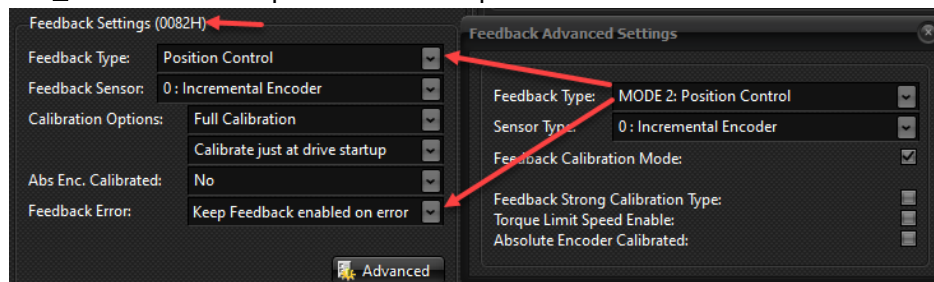 Feedback Settings (0082H)
Feedback Type: Position Control
Feedback Sensor: 0 : Incremental Encoder
Calibration Options: Full Calibration
Calibrate just at drive startup
Abs Enc. Calibrated: No
Feedback Error: Keep Feedback enabled on error
Advanced
Feedback Advanced Settings
Feedback Type: MODE 2: Position Control
Sensor Type: 0 : Incremental Encoder
Feedback Calibration Mode:
Feedback Strong Calibration Type:
Torque Limit Speed Enable:
Absolute Encoder Calibrated: